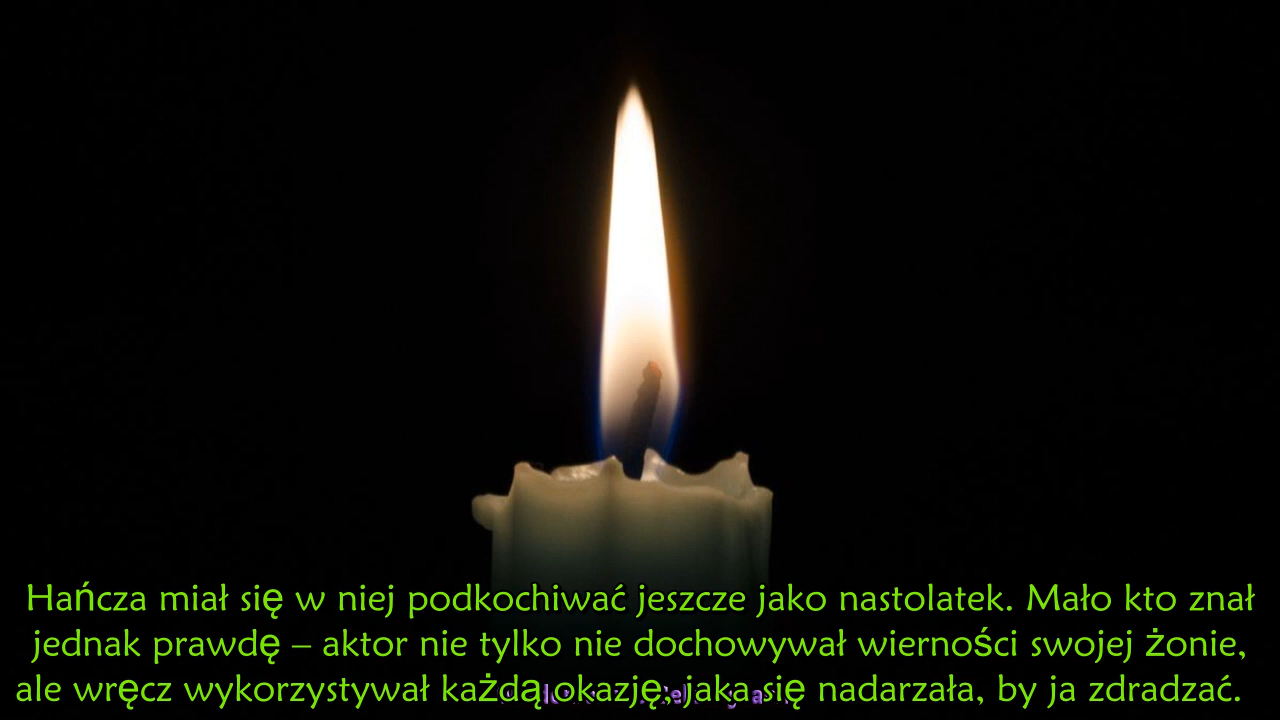 Hańcza miał się w niej podkochiwać jeszcze jako nastolatek. Mało kto znał
jednak prawdę – aktor nie tylko nie dochowywał wierności swojej żonie,
ale wręcz wykorzystywał każdą okazję, jaka się nadarzała, by ja zdradzać.